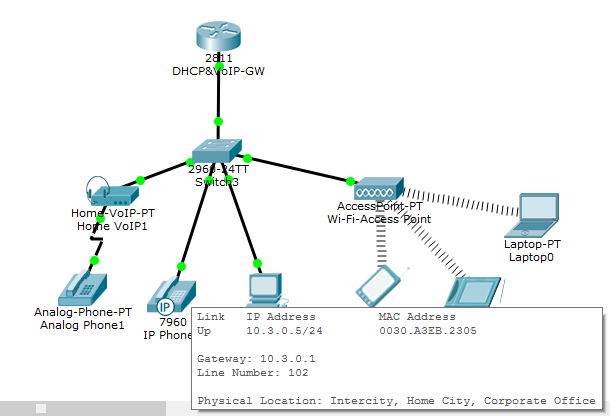 2811
DHCP&VoIP-GW
2960-24TT
Switch3
Home-VoIP-PT
Home VoIP1
AccessPoint-PT
Wi-Fi-Access Point
Laptop-PT
Laptop0
Analog-Phone-PT
Analog Phone1
IP
7960
IP Phone
Link IP Address MAC Address
Up 10.3.0.5/24 0030.A3EB.2305
Gateway: 10.3.0.1
Line Number: 102
Physical Location: Intercity, Home City, Corporate Office